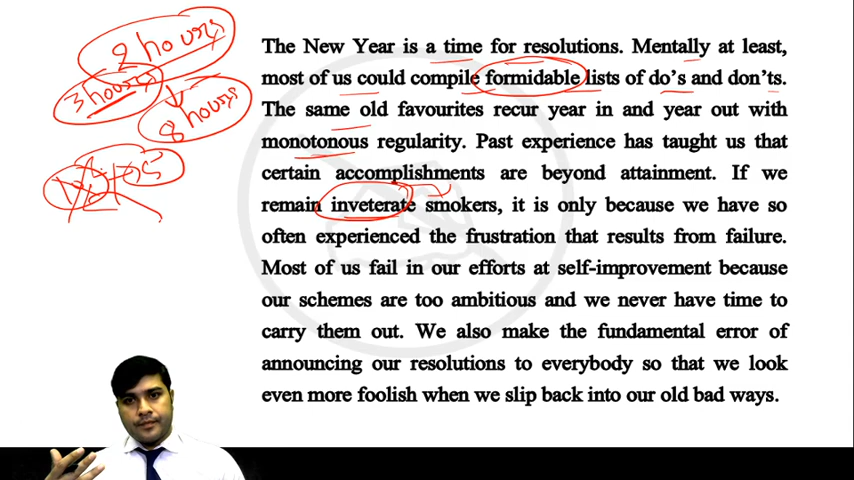 2 hours
3 hours
8 hours
The New Year is a time for resolutions. Mentally at least,
most of us could compile formidable lists of do's and don'ts.
The same old favourites recur year in and year out with
monotonous regularity. Past experience has taught us that
certain accomplishments are beyond attainment. If we
remain inveterate smokers, it is only because we have so
often experienced the frustration that results from failure.
Most of us fail in our efforts at self-improvement because
our schemes are too ambitious and we never have time to
carry them out. We also make the fundamental error of
announcing our resolutions to everybody so that we look
even more foolish when we slip back into our old bad ways.